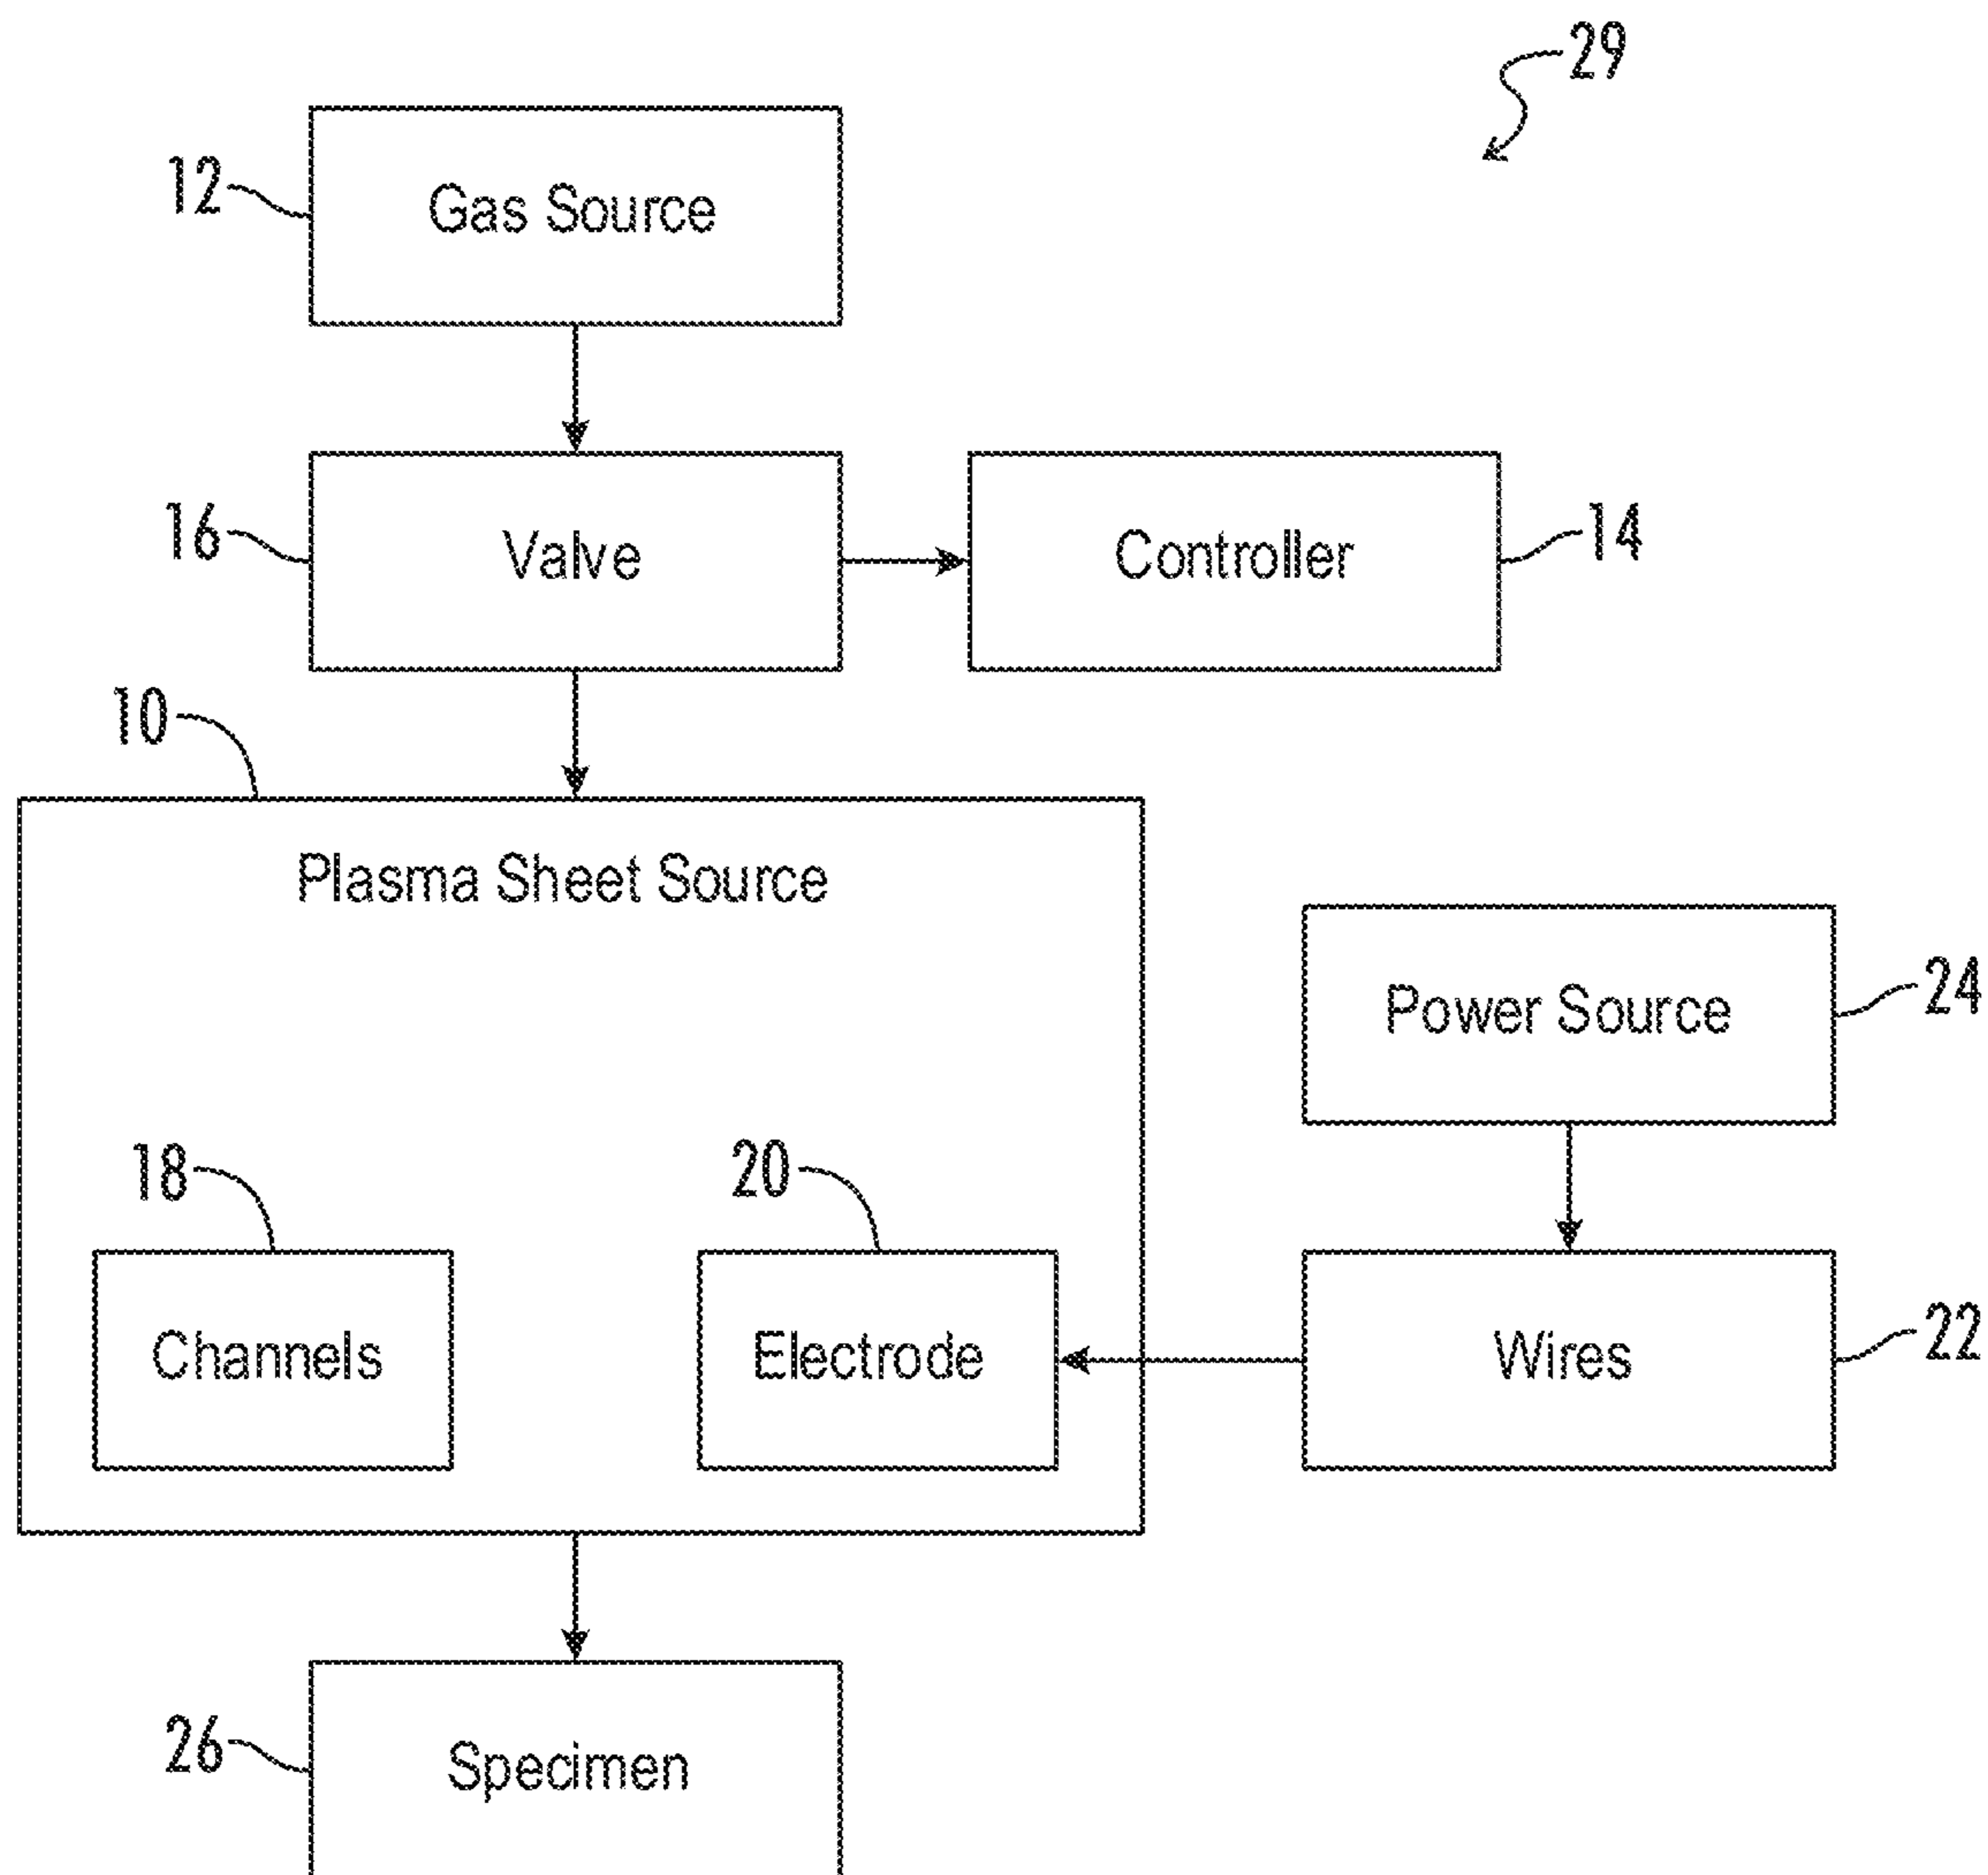 29
12
Gas Source
16
Valve
Controller
14
10
Plasma Sheet Source
Power Source
24
18
20
Channels
Electrode
Wires
22
26
Specimen